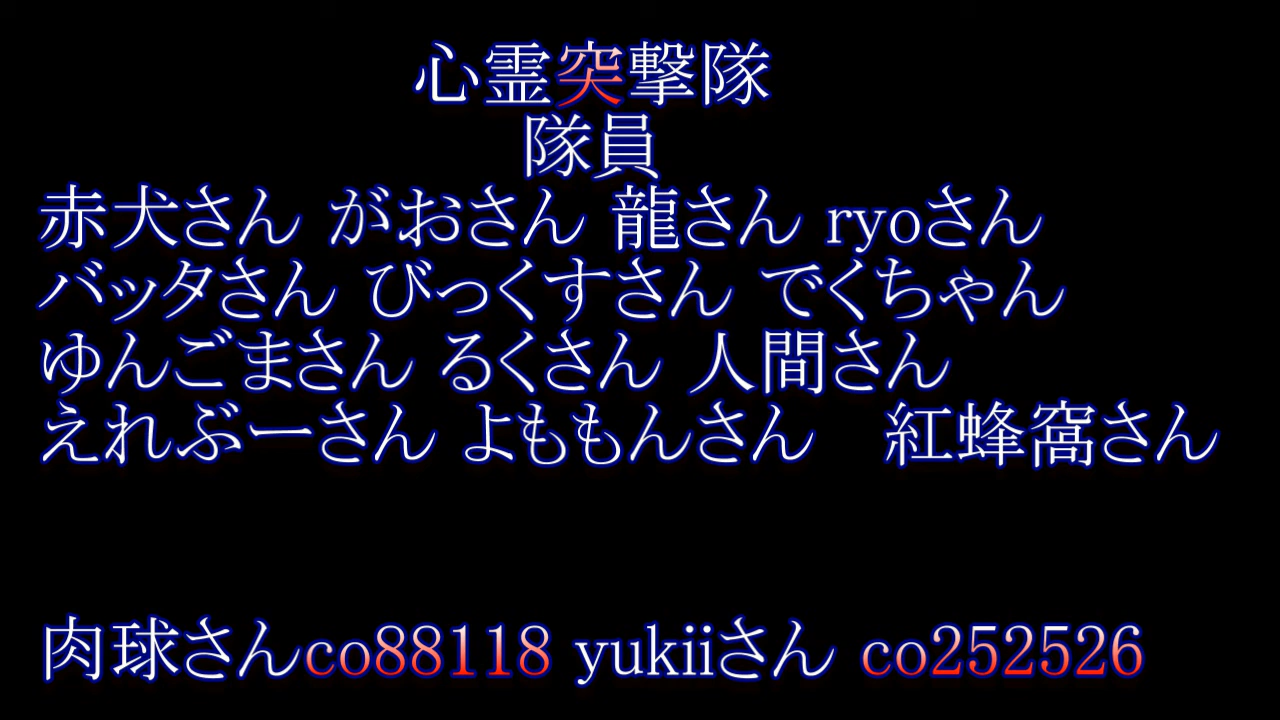 心霊突撃隊
隊員
赤犬さん がおさん 龍さん ryoさん
バッタさん びっくすさん でくちゃん
ゆんごまさん るくさん 人間さん
えれぶーさん よももんさん　紅蜂窩さん
肉球さんco88118 yukiiさん co252526